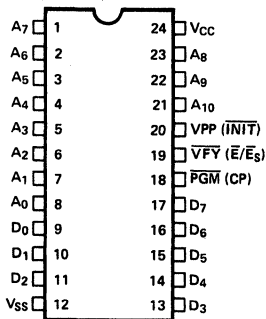 A7 1 24 VCC
A6 2 23 A8
A5 3 22 A9
A4 4 21 A10
A3 5 20 VPP (INIT)
A2 6 19 VFY (E/ES)
A1 7 18 PGM (CP)
A0 8 17 D7
D0 9 16 D6
D1 10 15 D5
D2 11 14 D4
VSS 12 13 D3